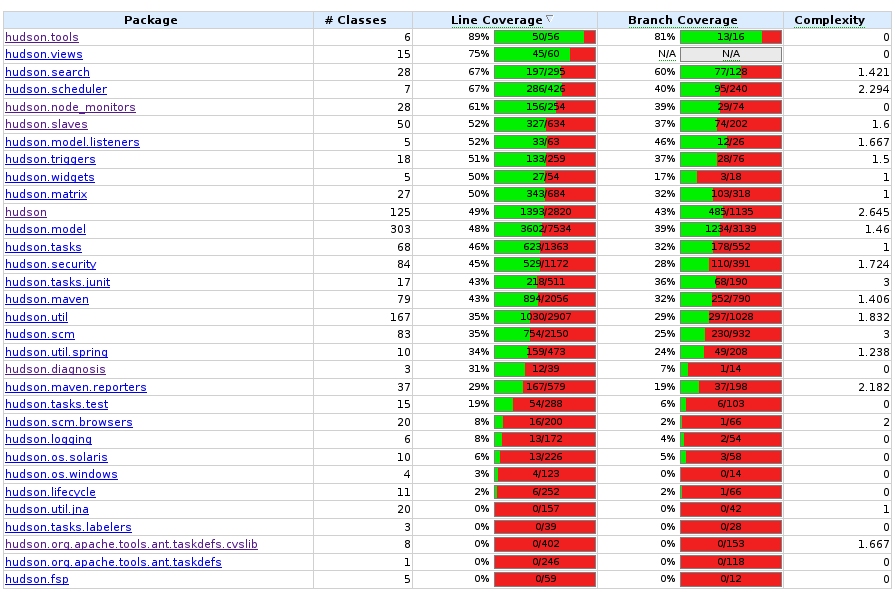 Package # Classes Line Coverage Branch Coverage Complexity
hudson.tools 6 89% 50/56 81% 13/16 0
hudson.views 15 75% 45/60 N/A N/A 0
hudson.search 28 67% 197/295 60% 77/128 1.421
hudson.scheduler 7 67% 286/426 40% 95/240 2.294
hudson.node_monitors 28 61% 156/254 39% 29/74 0
hudson.slaves 50 52% 327/634 37% 74/202 1.6
hudson.model.listeners 5 52% 33/63 46% 12/26 1.667
hudson.triggers 18 51% 133/259 37% 28/76 1.5
hudson.widgets 5 50% 27/54 17% 3/18 1
hudson.matrix 27 50% 343/684 32% 103/318 1
hudson 125 49% 1393/2820 43% 485/1135 2.645
hudson.model 303 48% 3602/7534 39% 1234/3139 1.46
hudson.tasks 68 46% 623/1363 32% 178/552 1
hudson.security 84 45% 529/1172 28% 110/391 1.724
hudson.tasks.junit 17 43% 218/511 36% 68/190 3
hudson.maven 79 43% 894/2056 32% 252/790 1.406
hudson.util 167 35% 1030/2907 29% 297/1028 1.832
hudson.scm 83 35% 754/2150 25% 230/932 3
hudson.util.spring 10 34% 159/473 24% 49/208 1.238
hudson.diagnosis 3 31% 12/39 7% 1/14 0
hudson.maven.reporters 37 29% 167/579 19% 37/198 2.182
hudson.tasks.test 15 19% 54/288 6% 6/103 0
hudson.scm.browsers 20 8% 16/200 2% 1/66 2
hudson.logging 6 8% 13/172 4% 2/54 0
hudson.os.solaris 10 6% 13/226 5% 3/58 0
hudson.os.windows 4 3% 4/123 0% 0/14 0
hudson.lifecycle 11 2% 6/252 2% 1/66 0
hudson.util.jna 20 0% 0/157 0% 0/42 1
hudson.tasks.labelers 3 0% 0/39 0% 0/28 0
hudson.org.apache.tools.ant.taskdefs.cvslib 8 0% 0/402 0% 0/153 1.667
hudson.org.apache.tools.ant.taskdefs 1 0% 0/246 0% 0/118 0
hudson.fsp 5 0% 0/59 0% 0/12 0